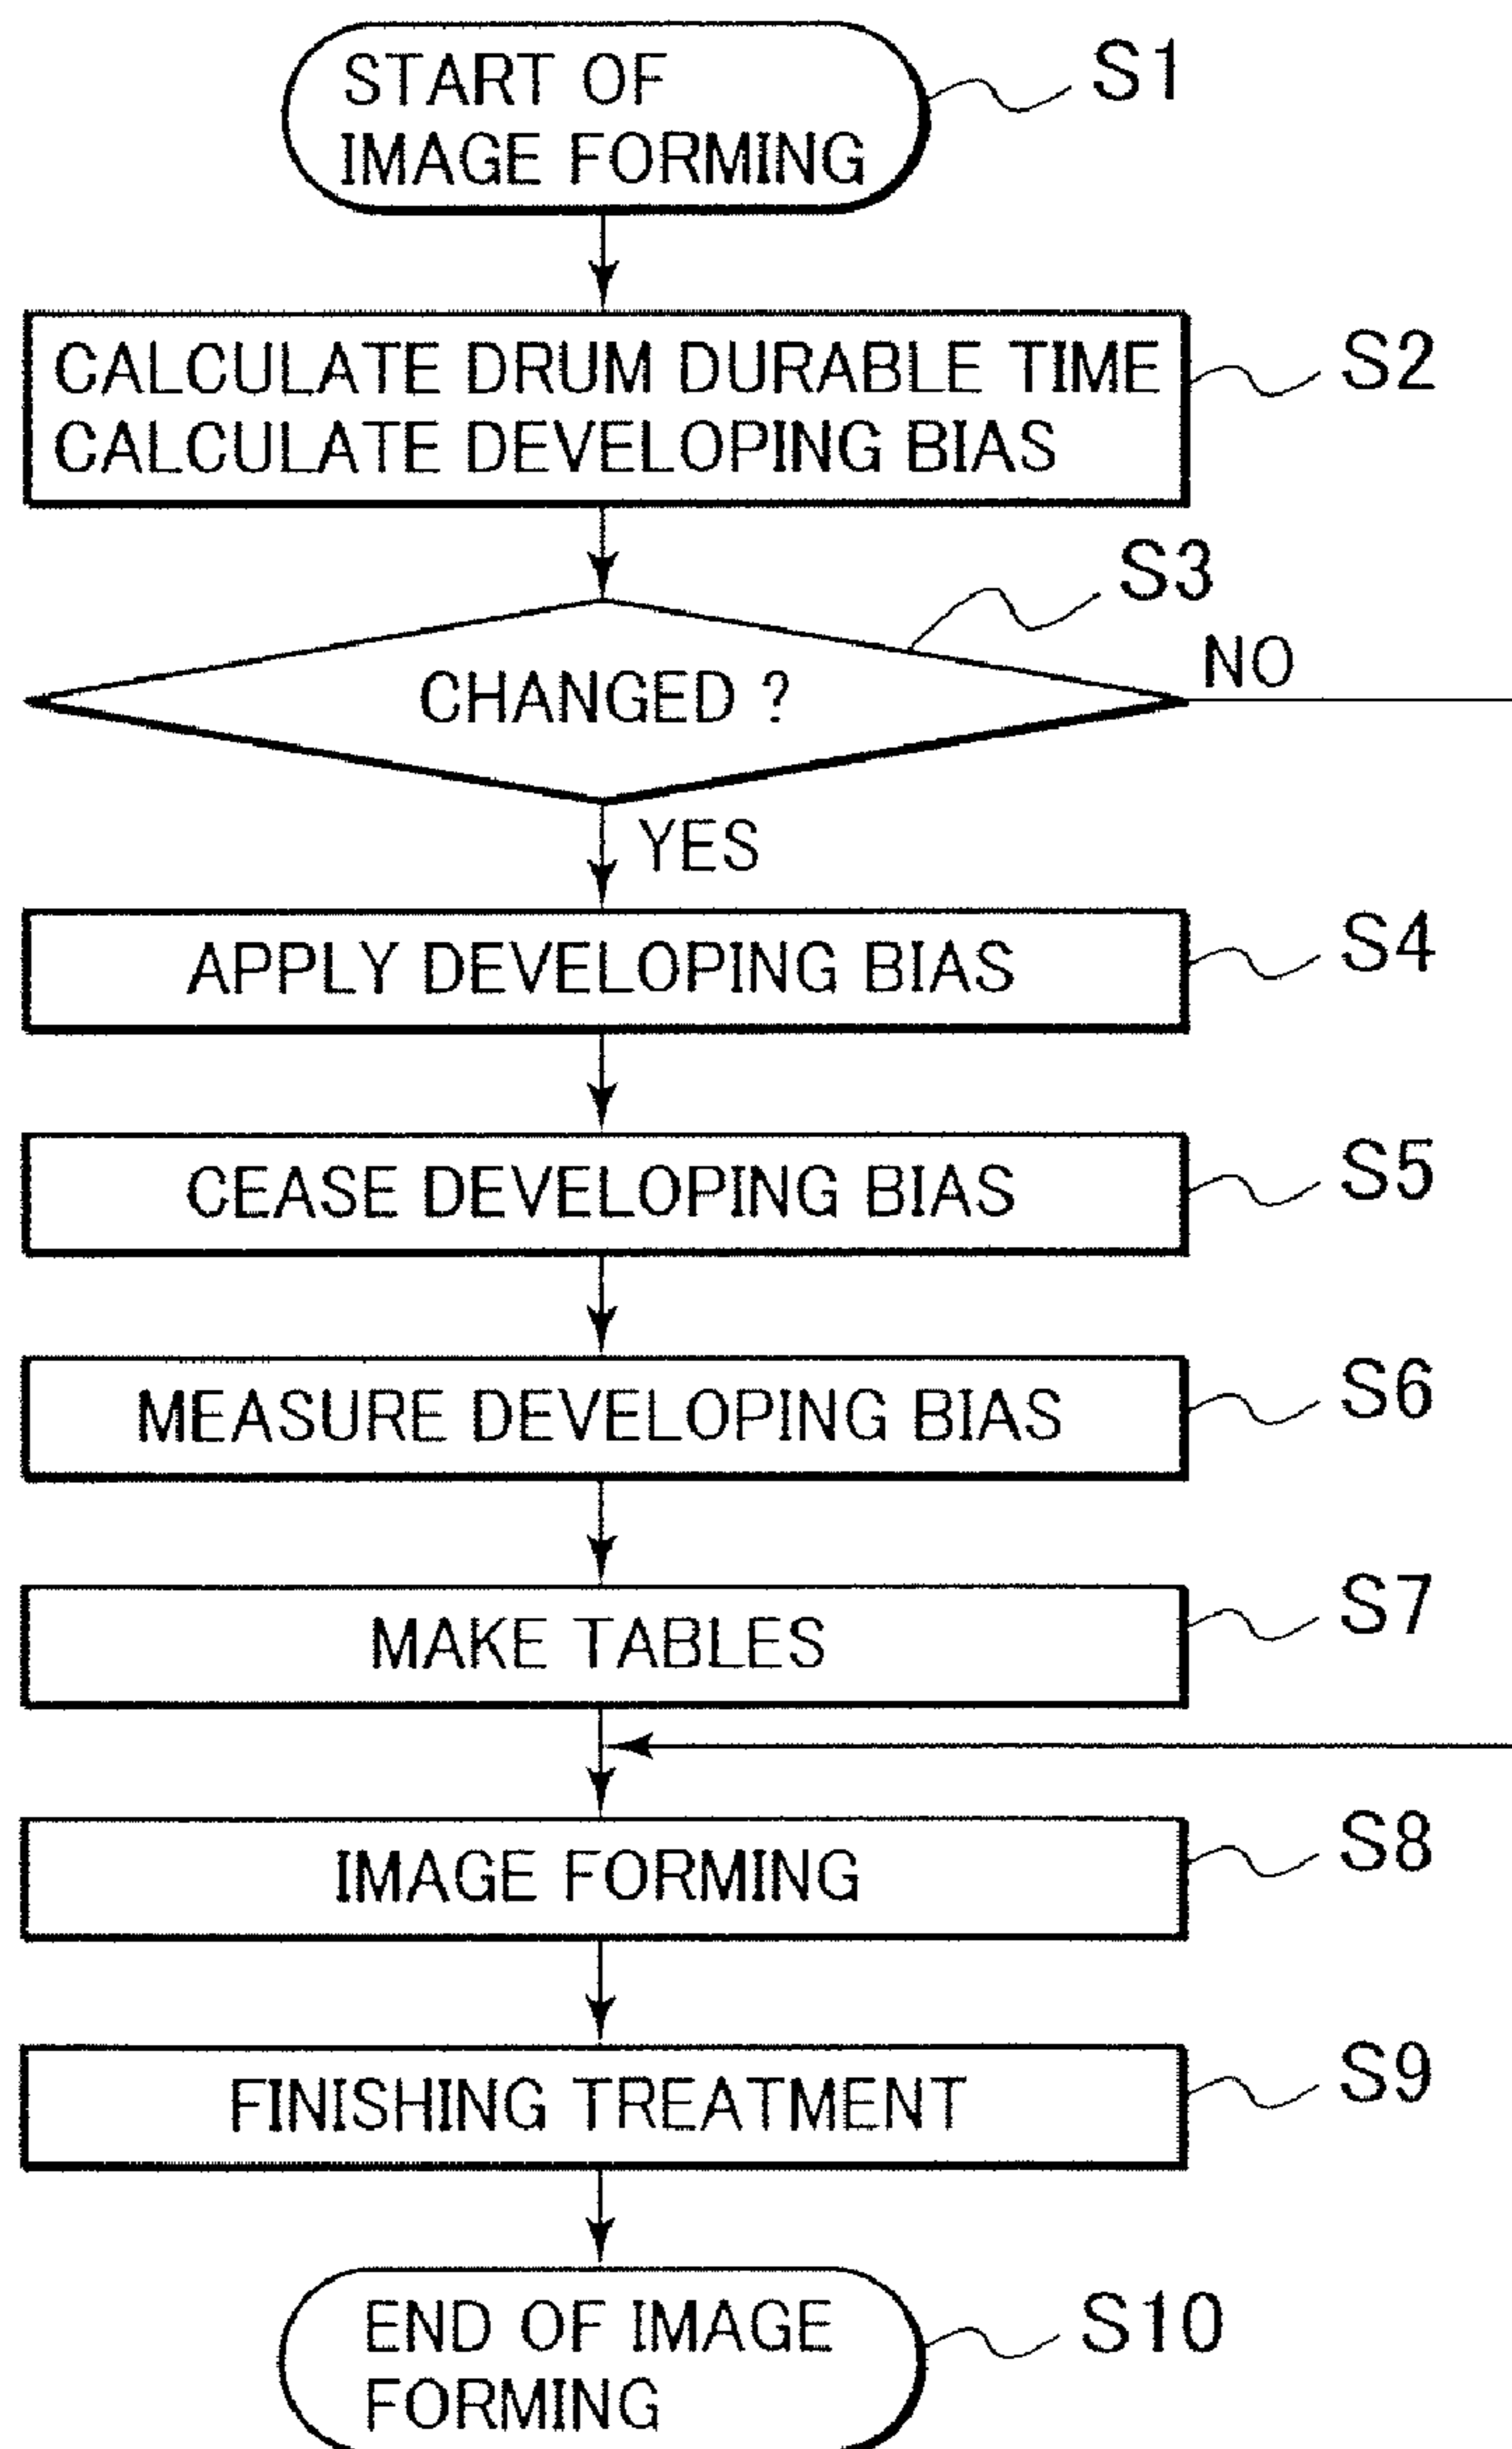 START OF
IMAGE FORMING
S1
CALCULATE DRUM DURABLE TIME
CALCULATE DEVELOPING BIAS
S2
S3
CHANGED ?
NO
YES
APPLY DEVELOPING BIAS
S4
CEASE DEVELOPING BIAS
S5
MEASURE DEVELOPING BIAS
S6
MAKE TABLES
S7
IMAGE FORMING
S8
FINISHING TREATMENT
S9
END OF IMAGE
FORMING
S10